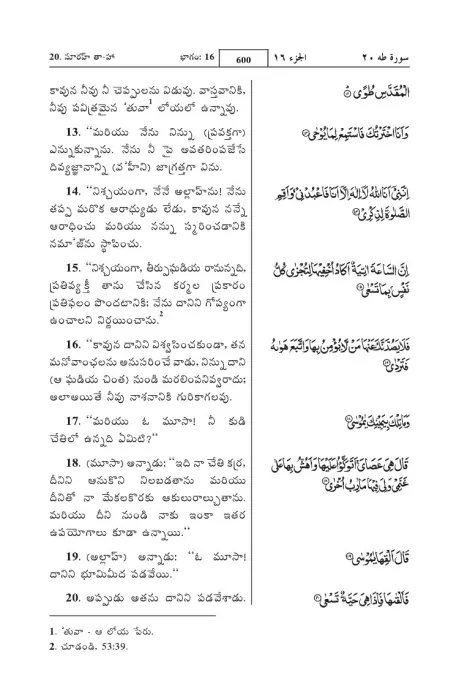 20. సూరహ్ తా-హా భాగం: 16 600 الجزء ١٦ سورة طه ٢٠
కావున నీవు నీ చెప్పులను విడువు. వాస్తవానికి,
నీవు పవిత్రమైన 'తువా1 లోయలో ఉన్నావు.
الْمُقَدَّسِ طُوًى
13. ''మరియు నేను నిన్ను (ప్రవక్తగా)
ఎన్నుకున్నాను. నేను నీ పై అవతరింపజేసే
దివ్యజ్ఞానాన్ని (వ'హీని) జాగ్రత్తగా విను.
وَأَنَا اخْتَرْتُكَ فَاسْتَمِعْ لِمَا يُوحَى
14. ''నిశ్చయంగా, నేనే అల్లాహ్ను! నేను
తప్ప మరొక ఆరాధ్యుడు లేడు, కావున నన్నే
ఆరాధించు మరియు నన్ను స్మరించడానికి
నమా'జ్ను స్థాపించు.
إِنَّنِي أَنَا اللَّهُ لَا إِلَهَ إِلَّا أَنَا فَاعْبُدْنِي وَأَقِمِ
الصَّلَاةَ لِذِكْرِي
15. ''నిశ్చయంగా, తీర్పుఘడియ రానున్నది,
ప్రతివ్యక్తీ తాను చేసిన కర్మల ప్రకారం
ప్రతిఫలం పొందటానికి; నేను దానిని గోప్యంగా
ఉంచాలని నిర్ణయించాను.2
إِنَّ السَّاعَةَ آتِيَةٌ أَكَادُ أُخْفِيهَا لِتُجْزَى كُلُّ
نَفْسٍ بِمَا تَسْعَى
16. ''కావున దానిని విశ్వసించకుండా, తన
మనోవాంఛలను అనుసరించే వాడు, నిన్ను దాని
(ఆ ఘడియ చింత) నుండి మరలింపనివ్వరాదు;
అలాఅయితే నీవు నాశనానికి గురికాగలవు.
فَلَا يَصُدَّنَّكَ عَنْهَا مَنْ لَا يُؤْمِنُ بِهَا وَاتَّبَعَ هَوَاهُ
فَتَرْدَى
17. ''మరియు ఓ మూసా! నీ కుడి
చేతిలో ఉన్నది ఏమిటి?''
وَمَا تِلْكَ بِيَمِينِكَ يَا مُوسَى
18. (మూసా) అన్నాడు: ''ఇది నా చేతి కర్ర,
దీనిని ఆనుకొని నిలబడతాను మరియు
దీనితో నా మేకలకొరకు ఆకులురాల్చుతాను.
మరియు దీని నుండి నాకు ఇంకా ఇతర
ఉపయోగాలు కూడా ఉన్నాయి.''
قَالَ هِيَ عَصَايَ أَتَوَكَّأُ عَلَيْهَا وَأَهُشُّ بِهَا عَلَى
غَنَمِي وَلِيَ فِيهَا مَآرِبُ أُخْرَى
19. (అల్లాహ్) అన్నాడు: ''ఓ మూసా!
దానిని భూమిమీద పడవేయి.''
قَالَ أَلْقِهَا يَا مُوسَى
20. అప్పుడు అతను దానిని పడవేశాడు.
فَأَلْقَاهَا فَإِذَا هِيَ حَيَّةٌ تَسْعَى
1. 'తువా - ఆ లోయ పేరు.
2. చూడండి, 53:39.